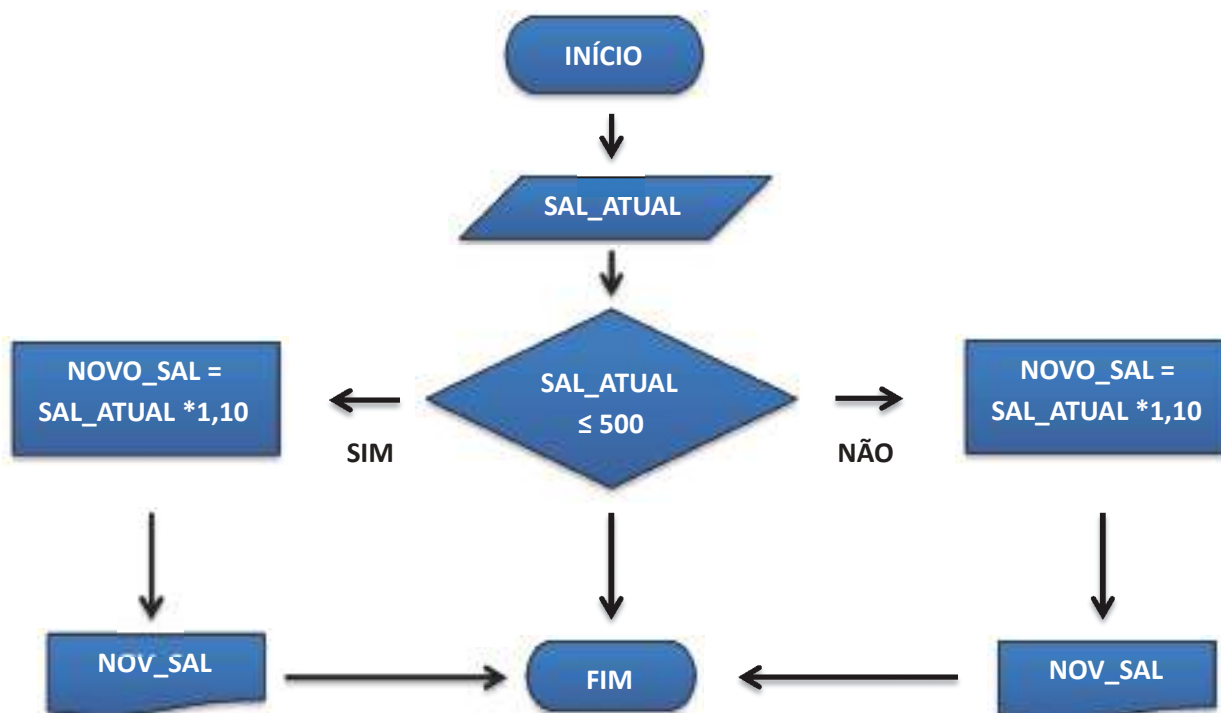 INÍCIO
SAL_ATUAL
NOVO_SAL =
SAL_ATUAL *1,10
SAL_ATUAL
≤ 500
NOVO_SAL =
SAL_ATUAL *1,10
SIM
NÃO
NOV_SAL
FIM
NOV_SAL